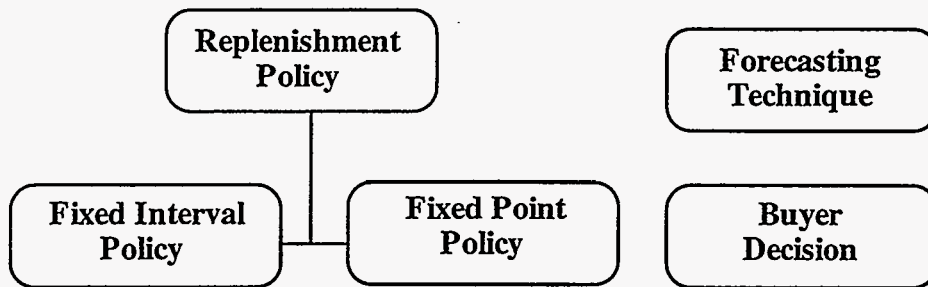 Replenishment
Policy
Forecasting
Technique
Fixed Interval
Policy
Fixed Point
Policy
Buyer
Decision